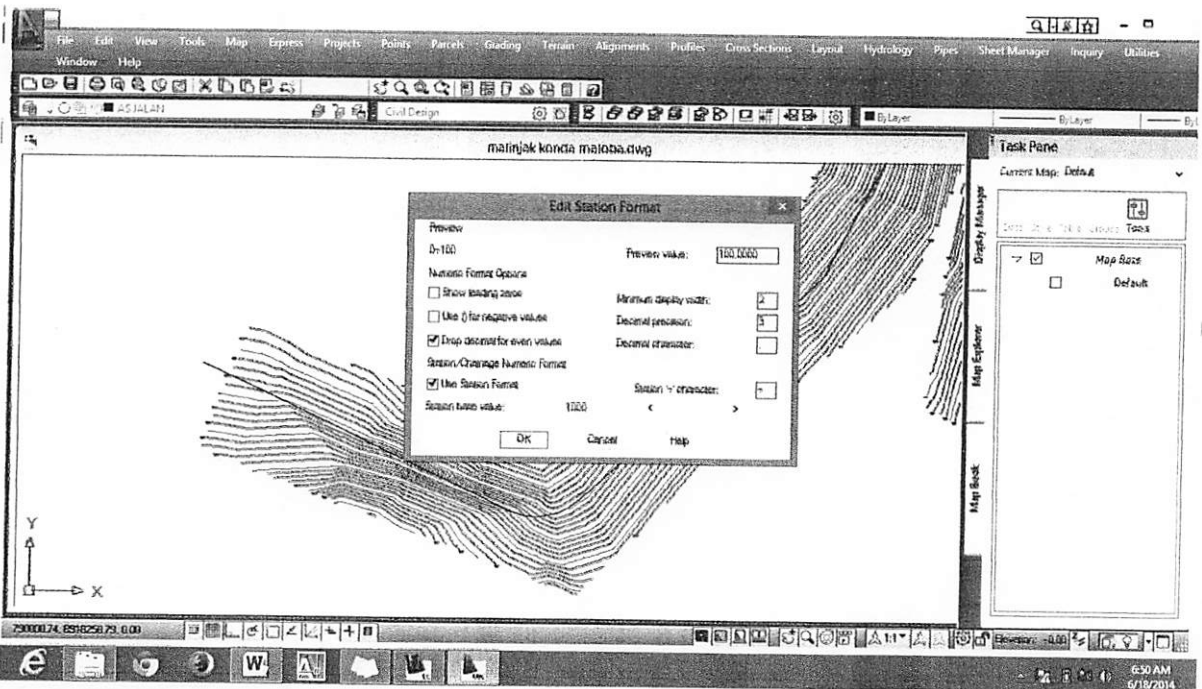 File Edit View Tools Map Express Projects Points Parcels Grading Terrain Alignments Profiles Cross Sections Layout Hydrology Pipes Sheet Manager Inquiry Utilities
Window Help
ASJALAN
Civil Design
ByLayer
ByLayer
malinjak konda maloba.dwg
Task Pane
Current Map: Default
Tools
Map Base
Default
Display Manager
Map Explorer
Map Book
Edit Station Format
Preview
0+100
Preview value: 100.0000
Numeric Format Options
Show leading zeros
Minimum display width: 2
Use () for negative values
Decimal precision: 3
Drop decimal for even values
Decimal character: .
Station/Chainage Numeric Format
Use Station Format
Station '+' character: +
Station base value: 1000 < >
OK Cancel Help
Y
X
Elevation: -0.00
W
6:50 AM
6/18/2014